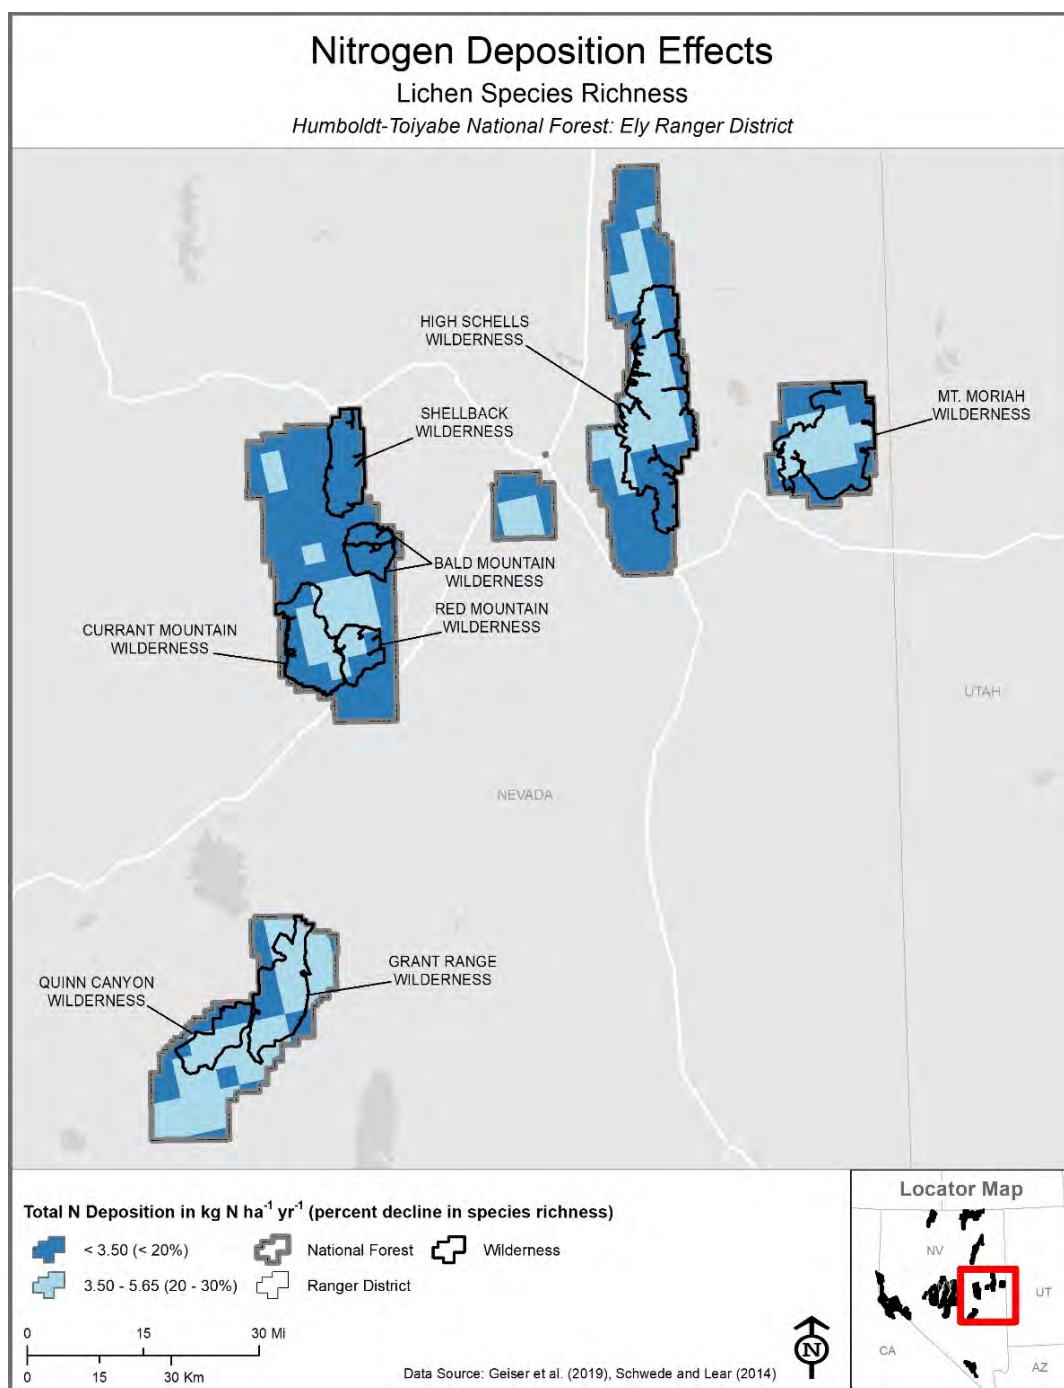 Nitrogen Deposition Effects
Lichen Species Richness
Humboldt-Toiyabe National Forest: Ely Ranger District
HIGH SCHELLS
WILDERNESS
SHELLBACK
WILDERNESS
MT. MORIAH
WILDERNESS
BALD MOUNTAIN
WILDERNESS
RED MOUNTAIN
WILDERNESS
CURRANT MOUNTAIN
WILDERNESS
UTAH
NEVADA
GRANT RANGE
WILDERNESS
QUINN CANYON
WILDERNESS
Total N Deposition in kg N ha⁻¹ yr⁻¹ (percent decline in species richness)
< 3.50 (< 20%)
National Forest
Wilderness
3.50 - 5.65 (20 - 30%)
Ranger District
0 15 30 Mi
0 15 30 Km
N
Data Source: Geiser et al. (2019), Schwede and Lear (2014)
Locator Map
NV
UT
CA
AZ